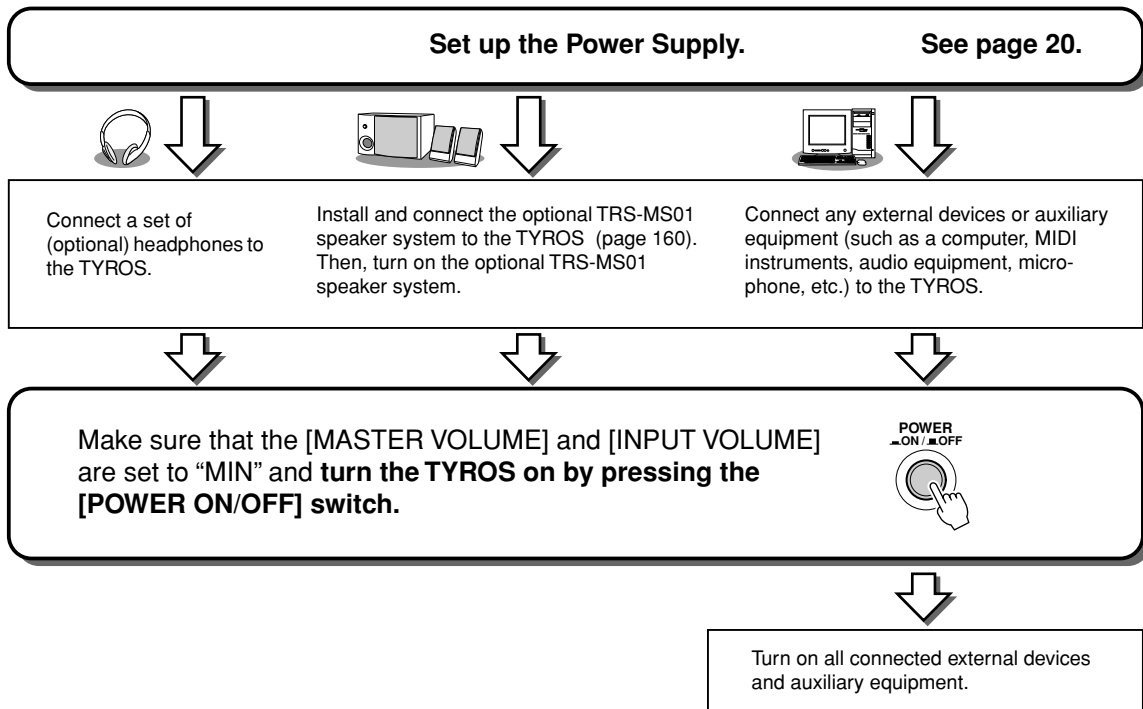 Set up the Power Supply. See page 20.
Connect a set of
(optional) headphones to
the TYROS.
Install and connect the optional TRS-MS01
speaker system to the TYROS (page 160).
Then, turn on the optional TRS-MS01
speaker system.
Connect any external devices or auxiliary
equipment (such as a computer, MIDI
instruments, audio equipment, micro-
phone, etc.) to the TYROS.
Make sure that the [MASTER VOLUME] and [INPUT VOLUME]
are set to “MIN” and turn the TYROS on by pressing the
[POWER ON/OFF] switch.
POWER
ON / OFF
Turn on all connected external devices
and auxiliary equipment.